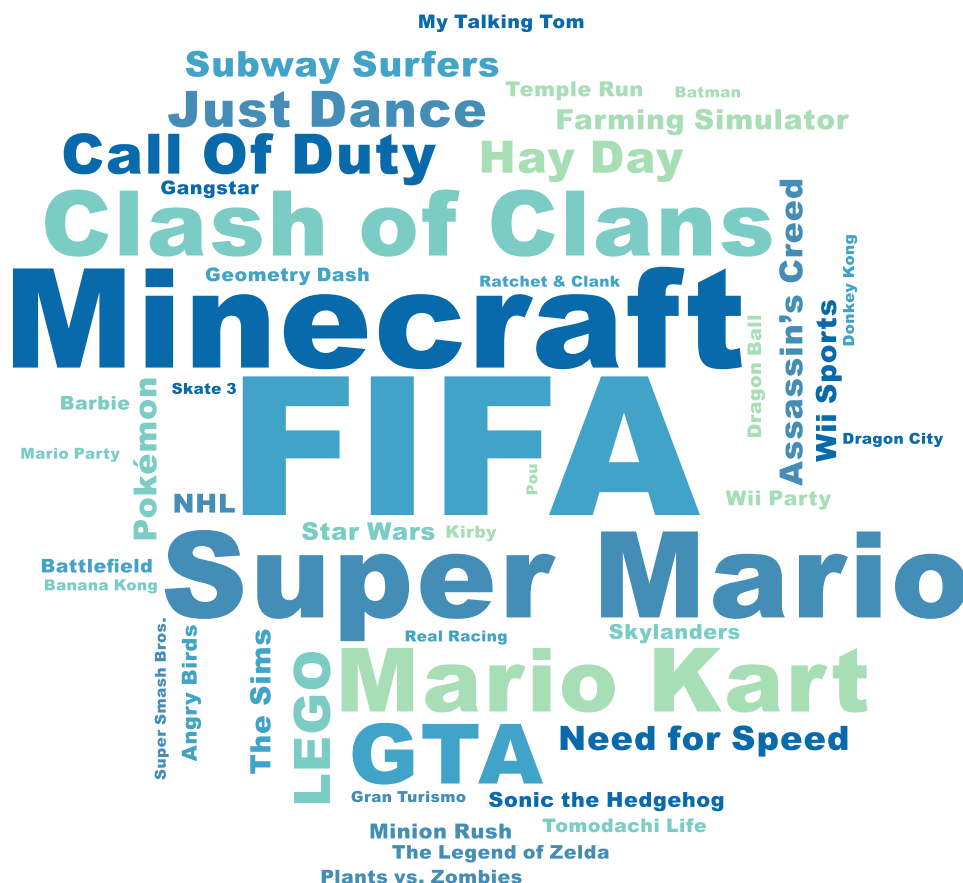 My Talking Tom
Subway Surfers
Temple Run
Batman
Just Dance
Farming Simulator
Call Of Duty
Hay Day
Gangstar
Clash of Clans
Assassin’s Creed
Donkey Kong
Geometry Dash
Ratchet & Clank
Minecraft
Wii Sports
Dragon Ball
Skate 3
FIFA
Barbie
Pokémon
Dragon City
Mario Party
Pou
NHL
Wii Party
Star Wars
Kirby
Super Mario
Battlefield
Banana Kong
Super Smash Bros.
Angry Birds
The Sims
Real Racing
Skylanders
LEGO
Mario Kart
GTA
Need for Speed
Gran Turismo
Sonic the Hedgehog
Minion Rush
Tomodachi Life
The Legend of Zelda
Plants vs. Zombies